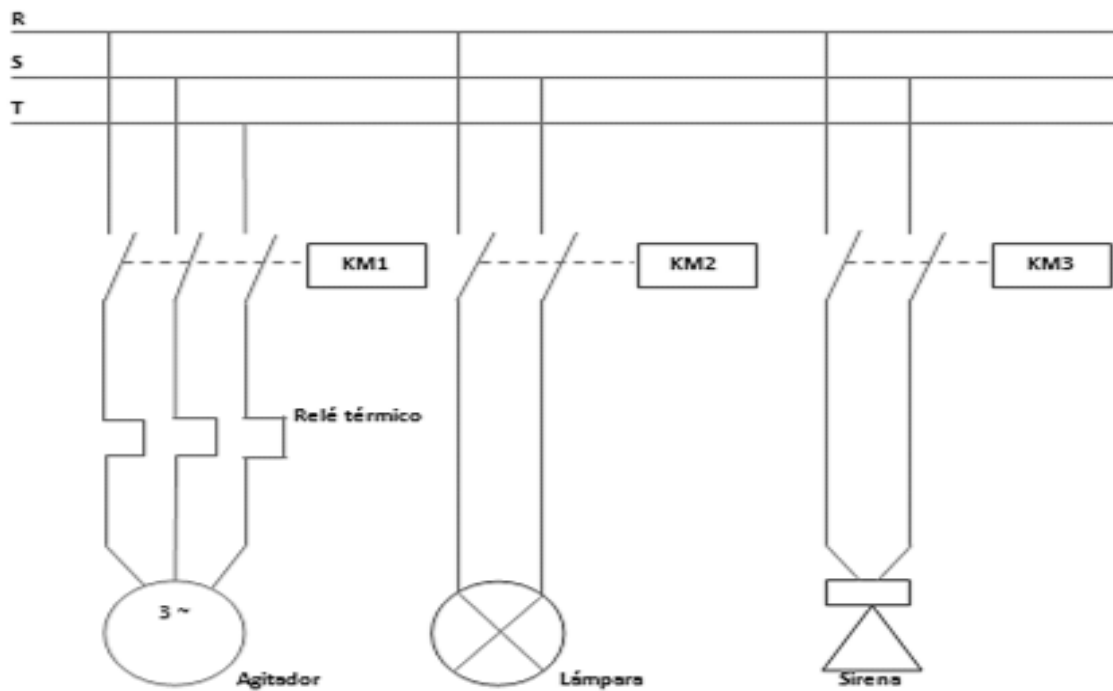 R
S
T
KM1
KM2
KM3
Relé térmico
3 ~
Agitador
Lámpara
Sirena